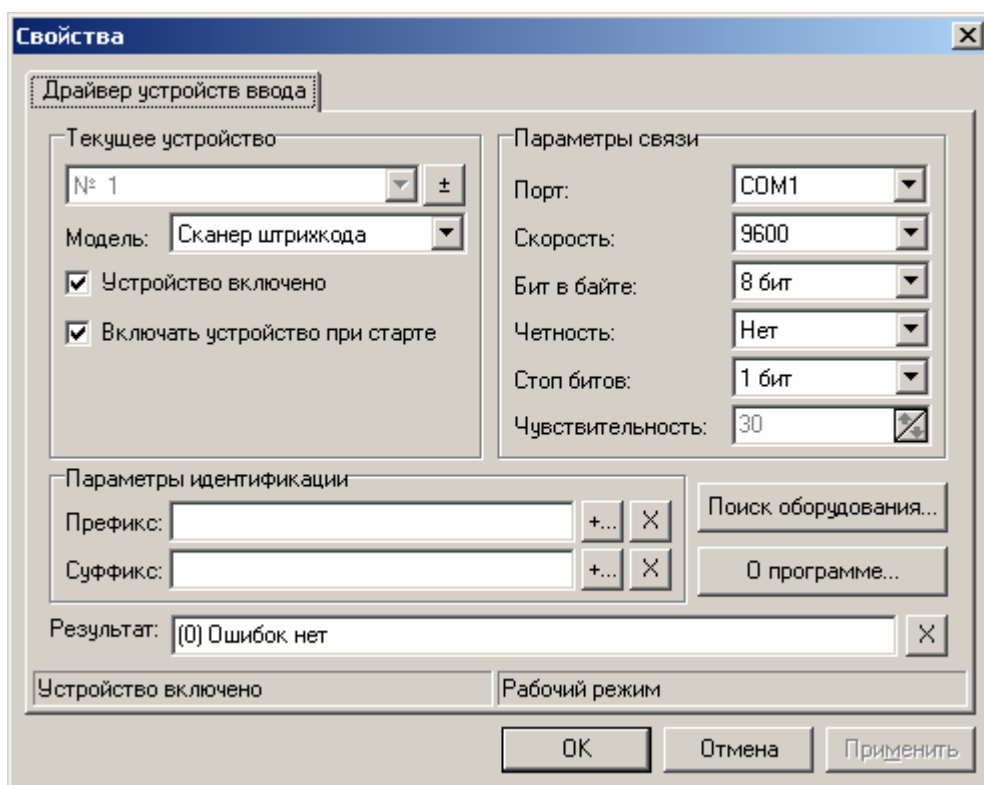 Свойства
Драйвер устройств ввода
Текущее устройство
№ 1
±
Модель: Сканер штрихкода
Устройство включено
Включать устройство при старте
Параметры связи
Порт: COM1
Скорость: 9600
Бит в байте: 8 бит
Четность: Нет
Стоп битов: 1 бит
Чувствительность: 30
Параметры идентификации
Префикс: +... X
Суффикс: +... X
Поиск оборудования...
О программе...
Результат: (0) Ошибок нет X
Устройство включено
Рабочий режим
OK Отмена Применить